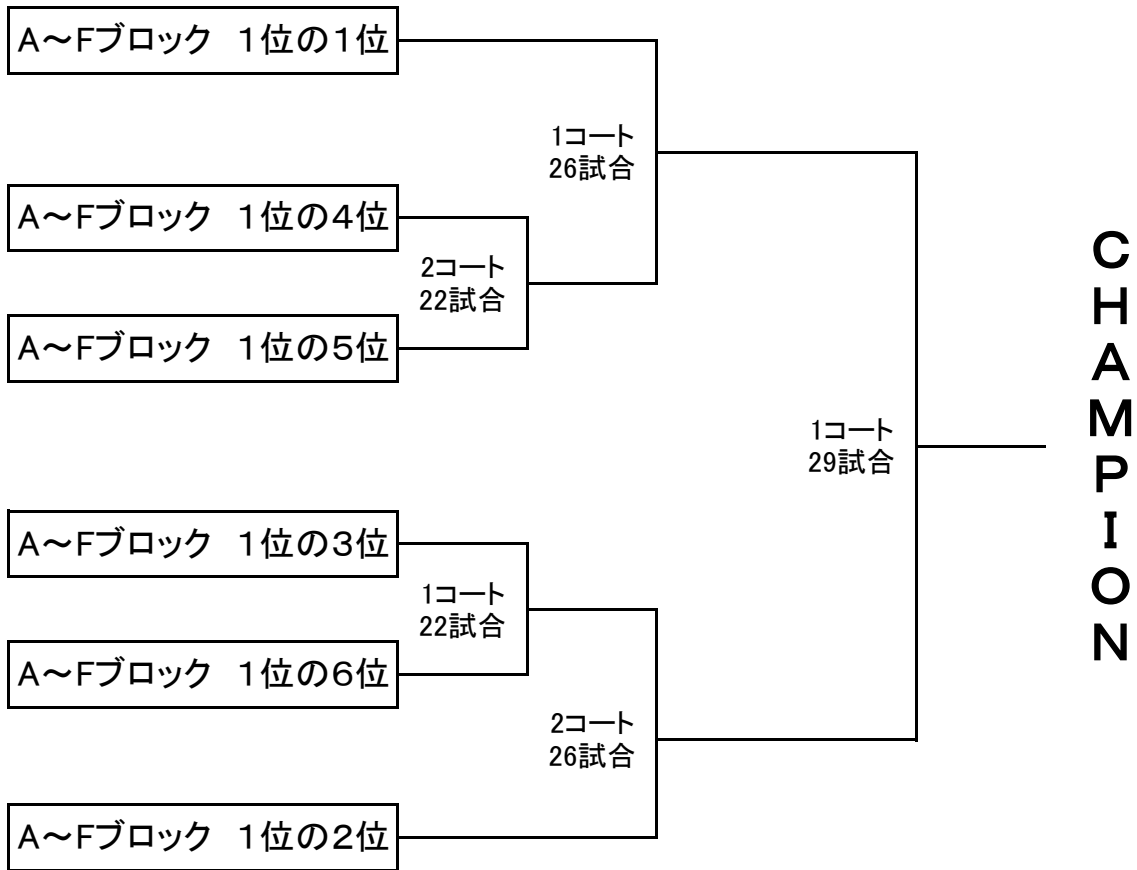 A～Fブロック　１位の１位
1コート
26試合
A～Fブロック　１位の４位
2コート
22試合
A～Fブロック　１位の５位
1コート
29試合
A～Fブロック　１位の３位
1コート
22試合
A～Fブロック　１位の６位
2コート
26試合
A～Fブロック　１位の２位
CHAMPION